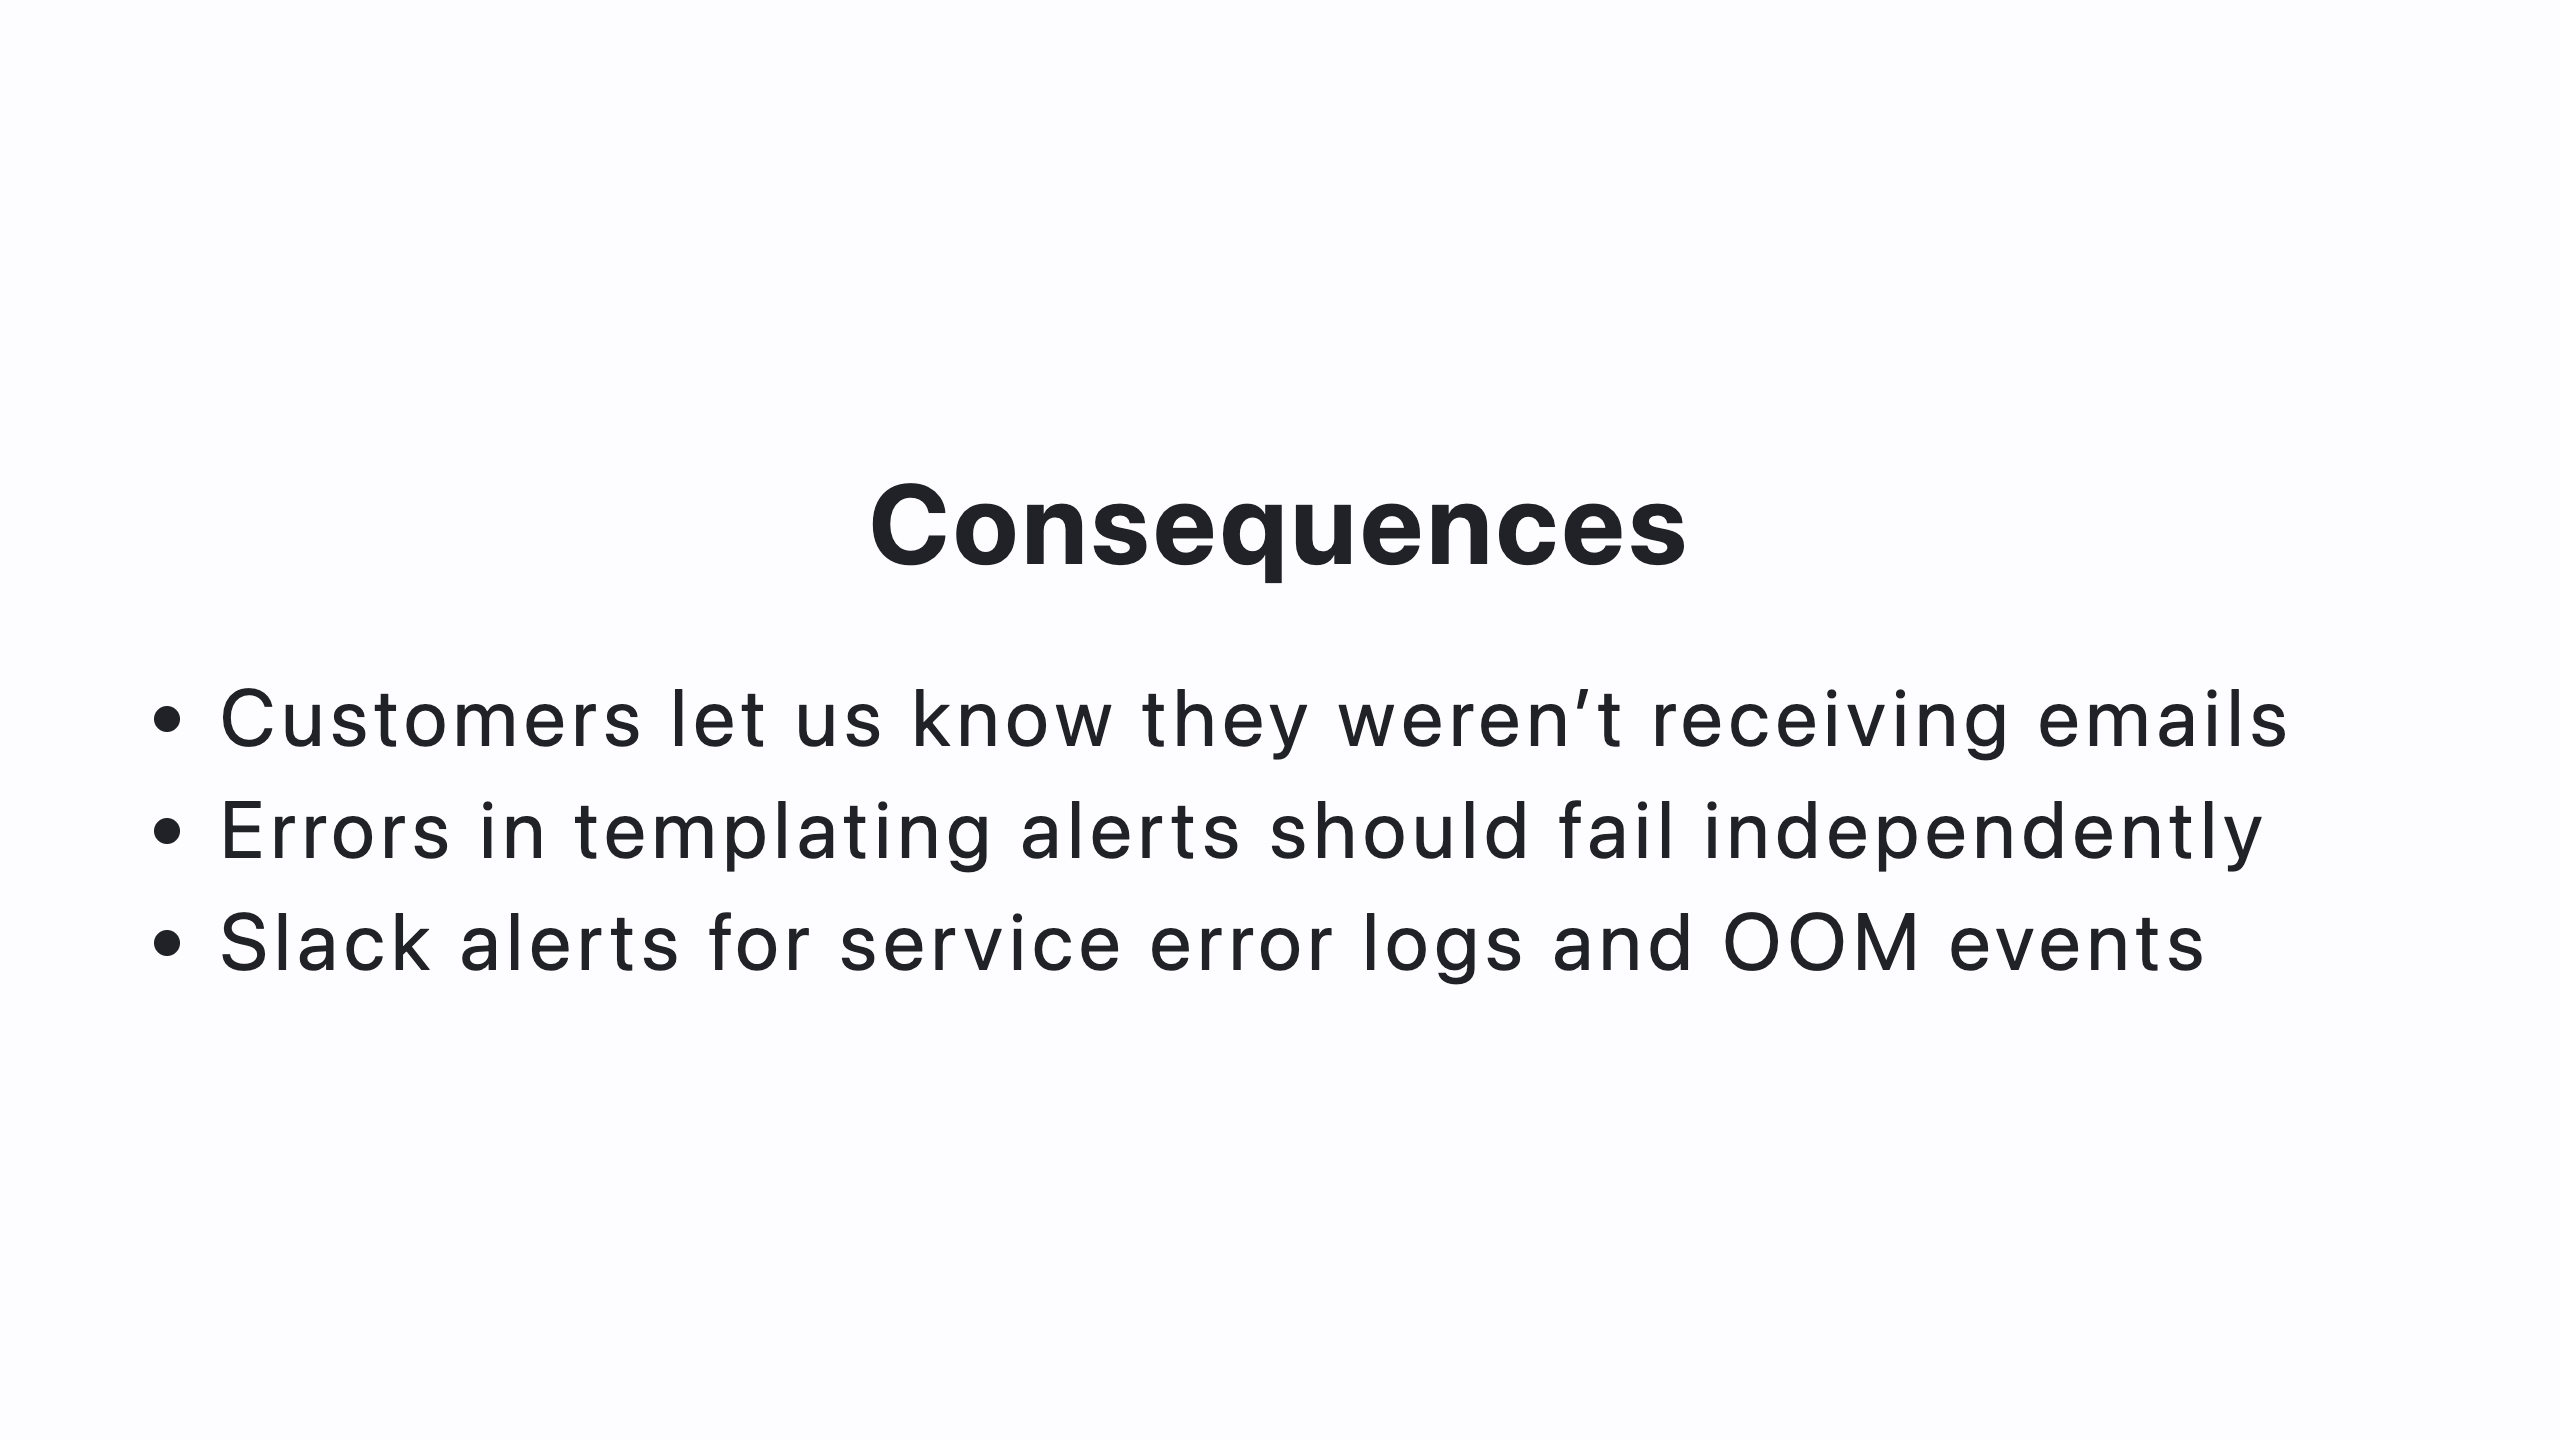 Consequences
• Customers let us know they weren’t receiving emails
• Errors in templating alerts should fail independently
• Slack alerts for service error logs and OOM events